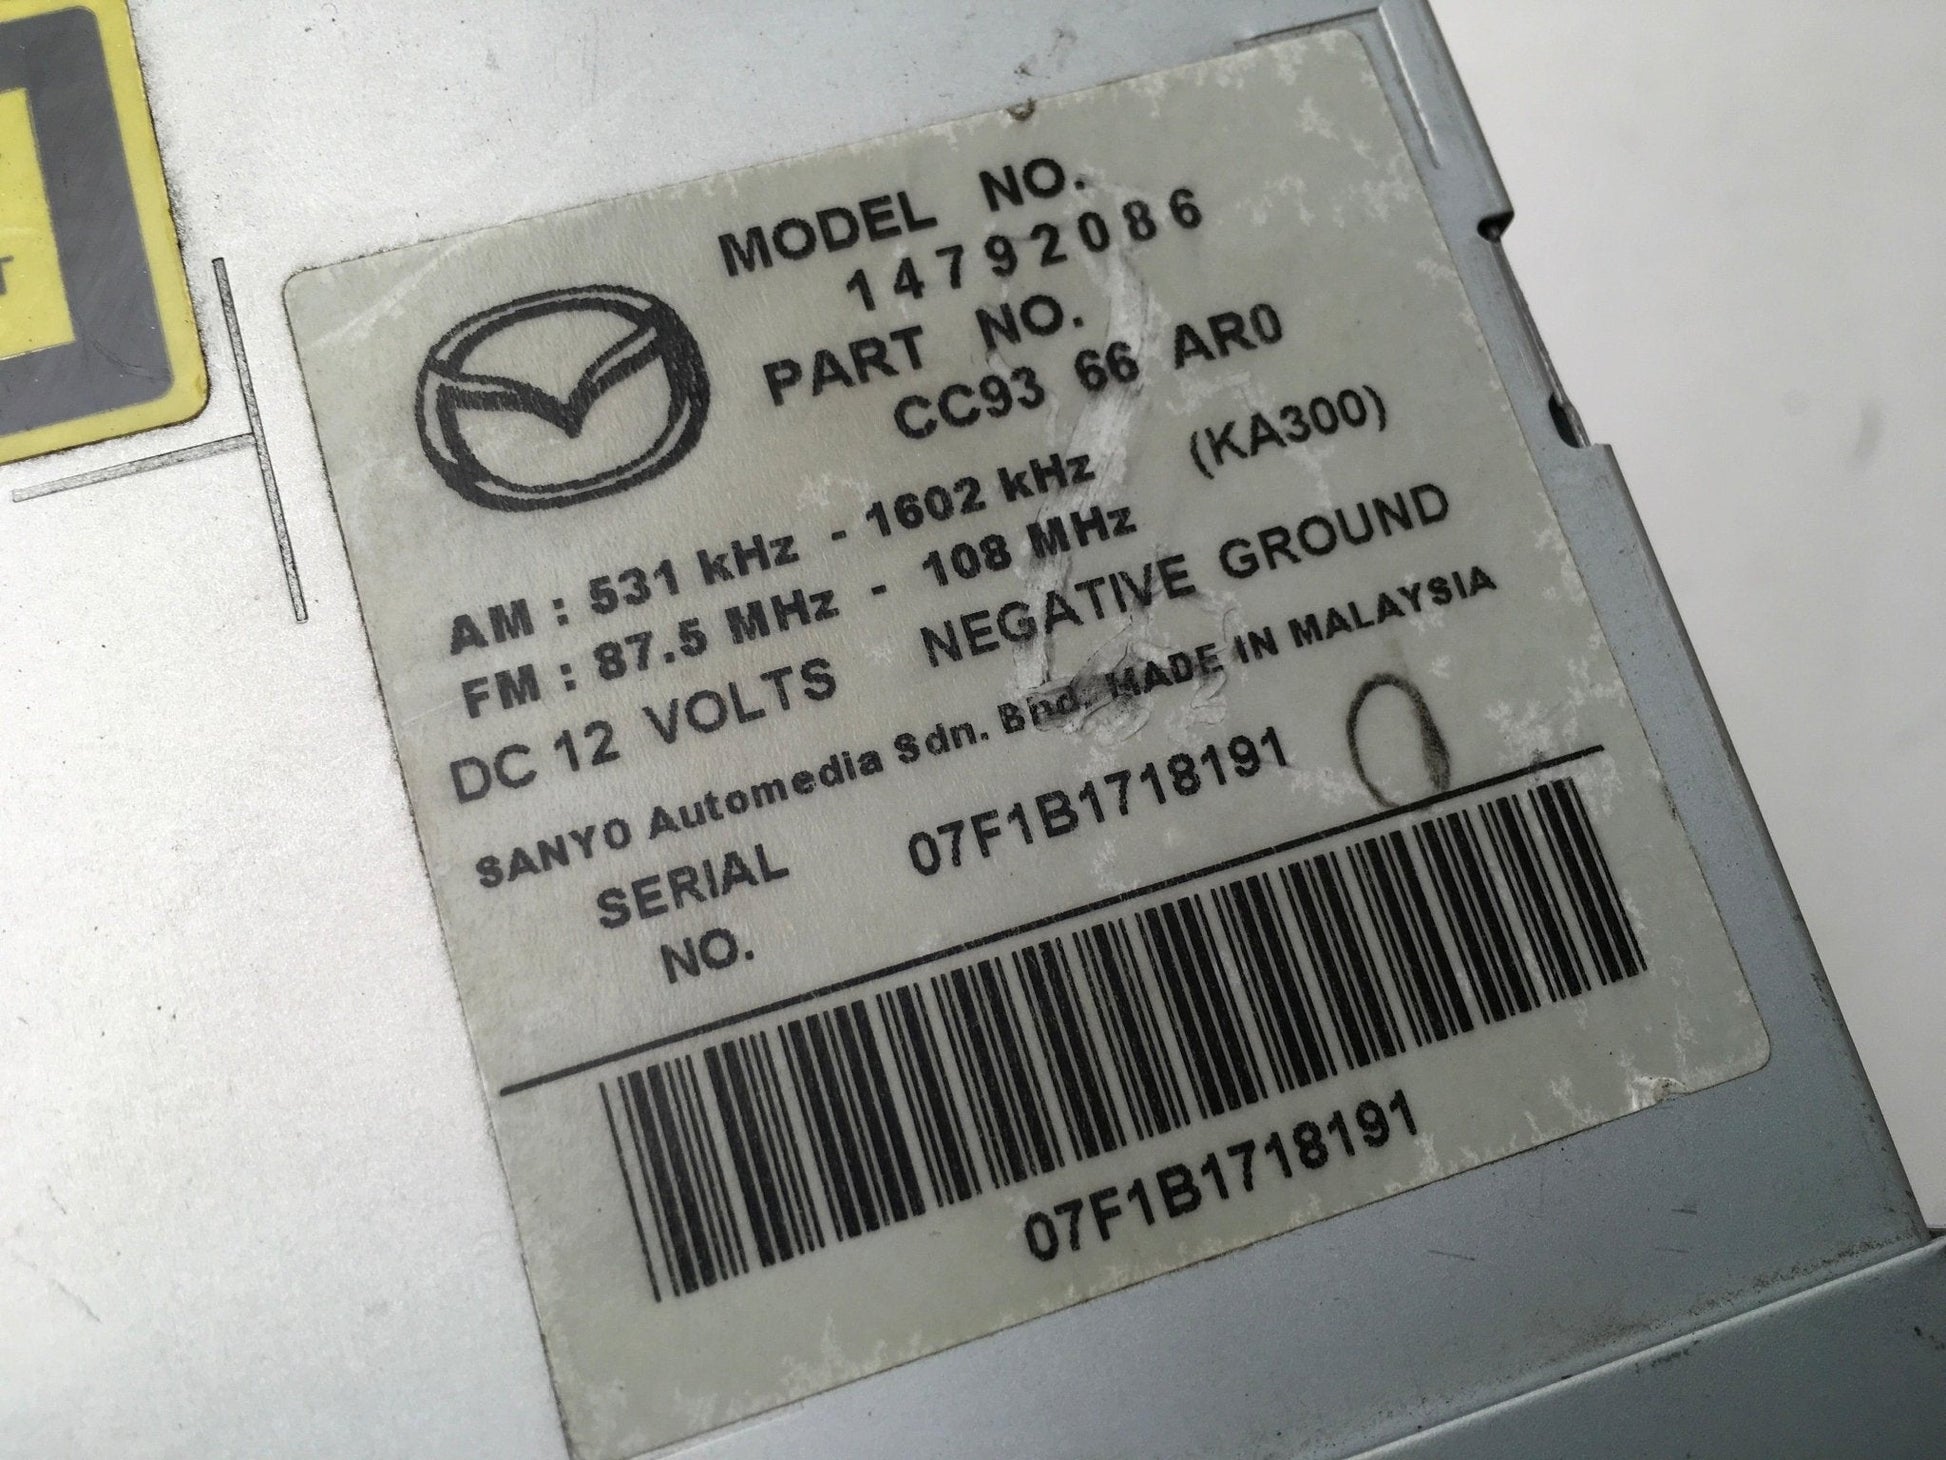 MODEL NO.
14792086
PART NO.
CC93 66 AR0
(KA300)
AM : 531 kHz - 1602 kHz
FM : 87.5 MHz - 108 MHz
DC 12 VOLTS NEGATIVE GROUND
SANYO Automedia Sdn. Bhd. MADE IN MALAYSIA
SERIAL NO. 07F1B1718191
07F1B1718191